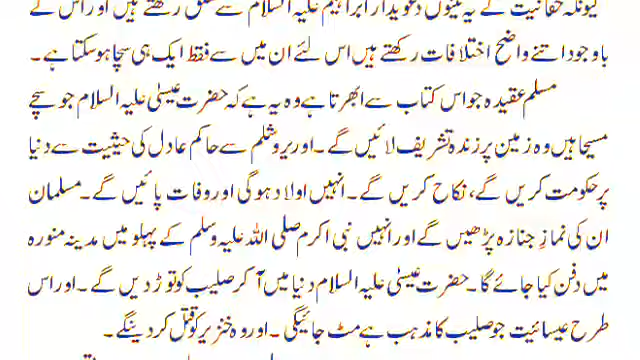 کیونکہ حقانیت کے یہ تینوں دعویدار ابراہیم علیہ السلام سے تعلق رکھتے ہیں اور اس کے
باوجود اتنے واضح اختلافات رکھتے ہیں اس لئے ان میں سے فقط ایک ہی سچا ہوسکتا ہے۔
مسلم عقیدہ جو اس کتاب سے ابھرتا ہے وہ یہ ہے کہ حضرت عیسیٰ علیہ السلام جو سچے
مسیحا ہیں وہ زمین پر زندہ تشریف لائیں گے۔ اور یروشلم سے حاکم عادل کی حیثیت سے دنیا
پر حکومت کریں گے، نکاح کریں گے۔ انہیں اولاد ہوگی اور وفات پائیں گے۔ مسلمان
ان کی نمازِ جنازہ پڑھیں گے اور انہیں نبی اکرم صلی اللہ علیہ وسلم کے پہلو میں مدینہ منورہ
میں دفن کیا جائے گا۔ حضرت عیسیٰ علیہ السلام دنیا میں آ کر صلیب کو توڑ دیں گے۔ اور اس
طرح عیسائیت جو صلیب کا مذہب ہے مٹ جائیگی۔ اور وہ خنزیر کو قتل کر دینگے۔